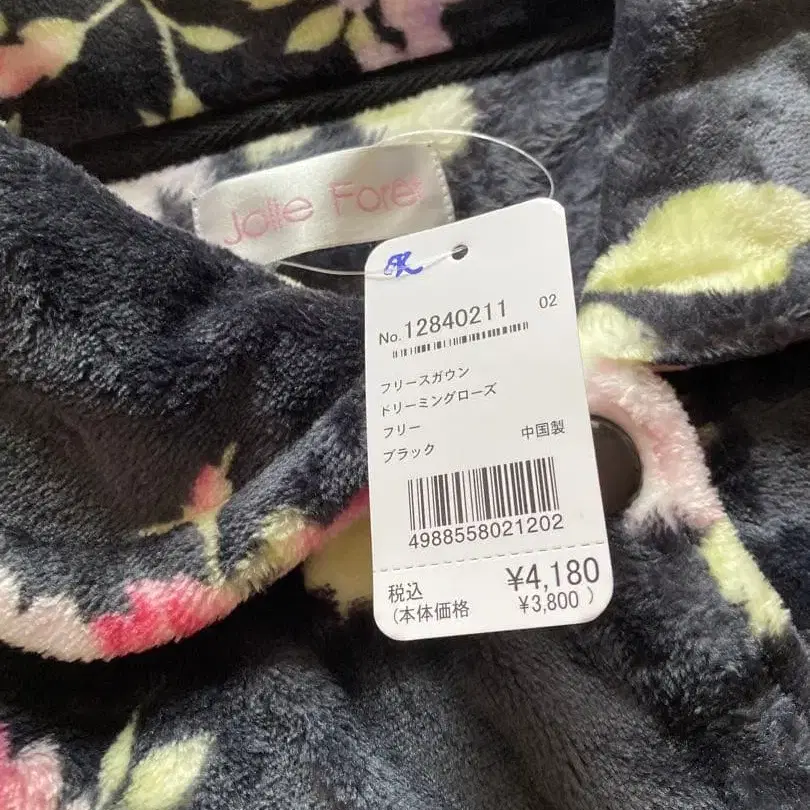 Jolie Foret
No.12840211 02
フリースガウン
ドリーミングローズ
フリー
中国製
ブラック
4988558021202
税込 ¥4,180
(本体価格 ¥3,800 )